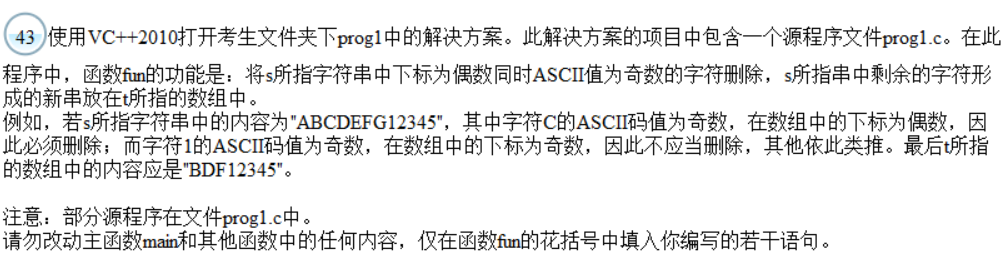 43 使用VC++2010打开考生文件夹下prog1中的解决方案。此解决方案的项目中包含一个源程序文件prog1.c。在此
程序中，函数fun的功能是：将s所指字符串中下标为偶数同时ASCII值为奇数的字符删除，s所指串中剩余的字符形
成的新串放在t所指的数组中。
例如，若s所指字符串中的内容为"ABCDEFG12345"，其中字符C的ASCII码值为奇数，在数组中的下标为偶数，因
此必须删除；而字符1的ASCII码值为奇数，在数组中的下标为奇数，因此不应当删除，其他依此类推。最后t所指
的数组中的内容应是"BDF12345"。
注意：部分源程序在文件prog1.c中。
请勿改动主函数main和其他函数中的任何内容，仅在函数fun的花括号中填入你编写的若干语句。